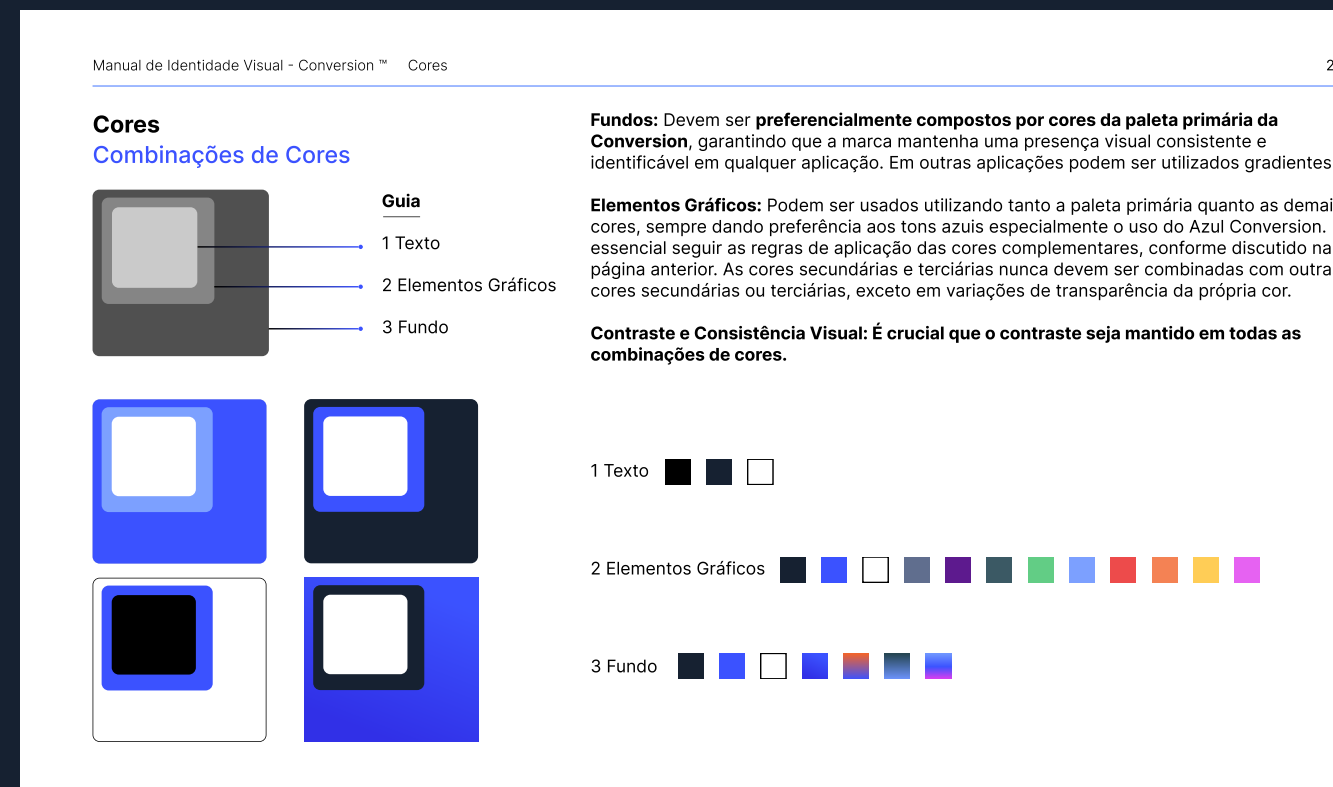 Manual de Identidade Visual - Conversion ™ Cores
2
Cores
Combinações de Cores
Guia
1 Texto
2 Elementos Gráficos
3 Fundo
Fundos: Devem ser preferencialmente compostos por cores da paleta primária da
Conversion, garantindo que a marca mantenha uma presença visual consistente e
identificável em qualquer aplicação. Em outras aplicações podem ser utilizados gradientes
Elementos Gráficos: Podem ser usados utilizando tanto a paleta primária quanto as demai
cores, sempre dando preferência aos tons azuis especialmente o uso do Azul Conversion.
essencial seguir as regras de aplicação das cores complementares, conforme discutido na
página anterior. As cores secundárias e terciárias nunca devem ser combinadas com outra
cores secundárias ou terciárias, exceto em variações de transparência da própria cor.
Contraste e Consistência Visual: É crucial que o contraste seja mantido em todas as
combinações de cores.
1 Texto
2 Elementos Gráficos
3 Fundo